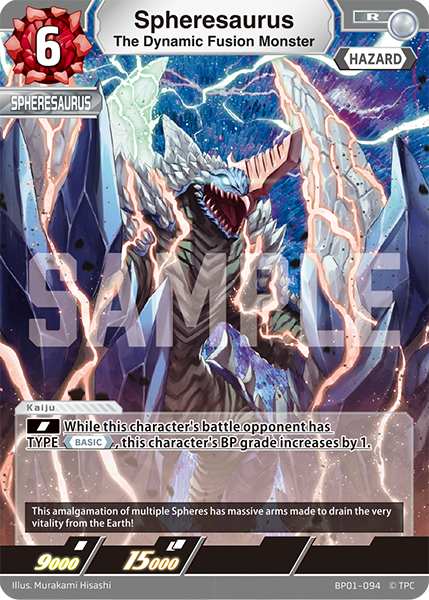 Spheresaurus
The Dynamic Fusion Monster
R
6
HAZARD
SPHERESAURUS
SAMPLE
Kaiju
While this character's battle opponent has
TYPE BASIC, this character's BP grade increases by 1.
This amalgamation of multiple Spheres has massive arms made to drain the very
vitality from the Earth!
9000 15000
Illus. Murakami Hisashi BP01-094 © TPC